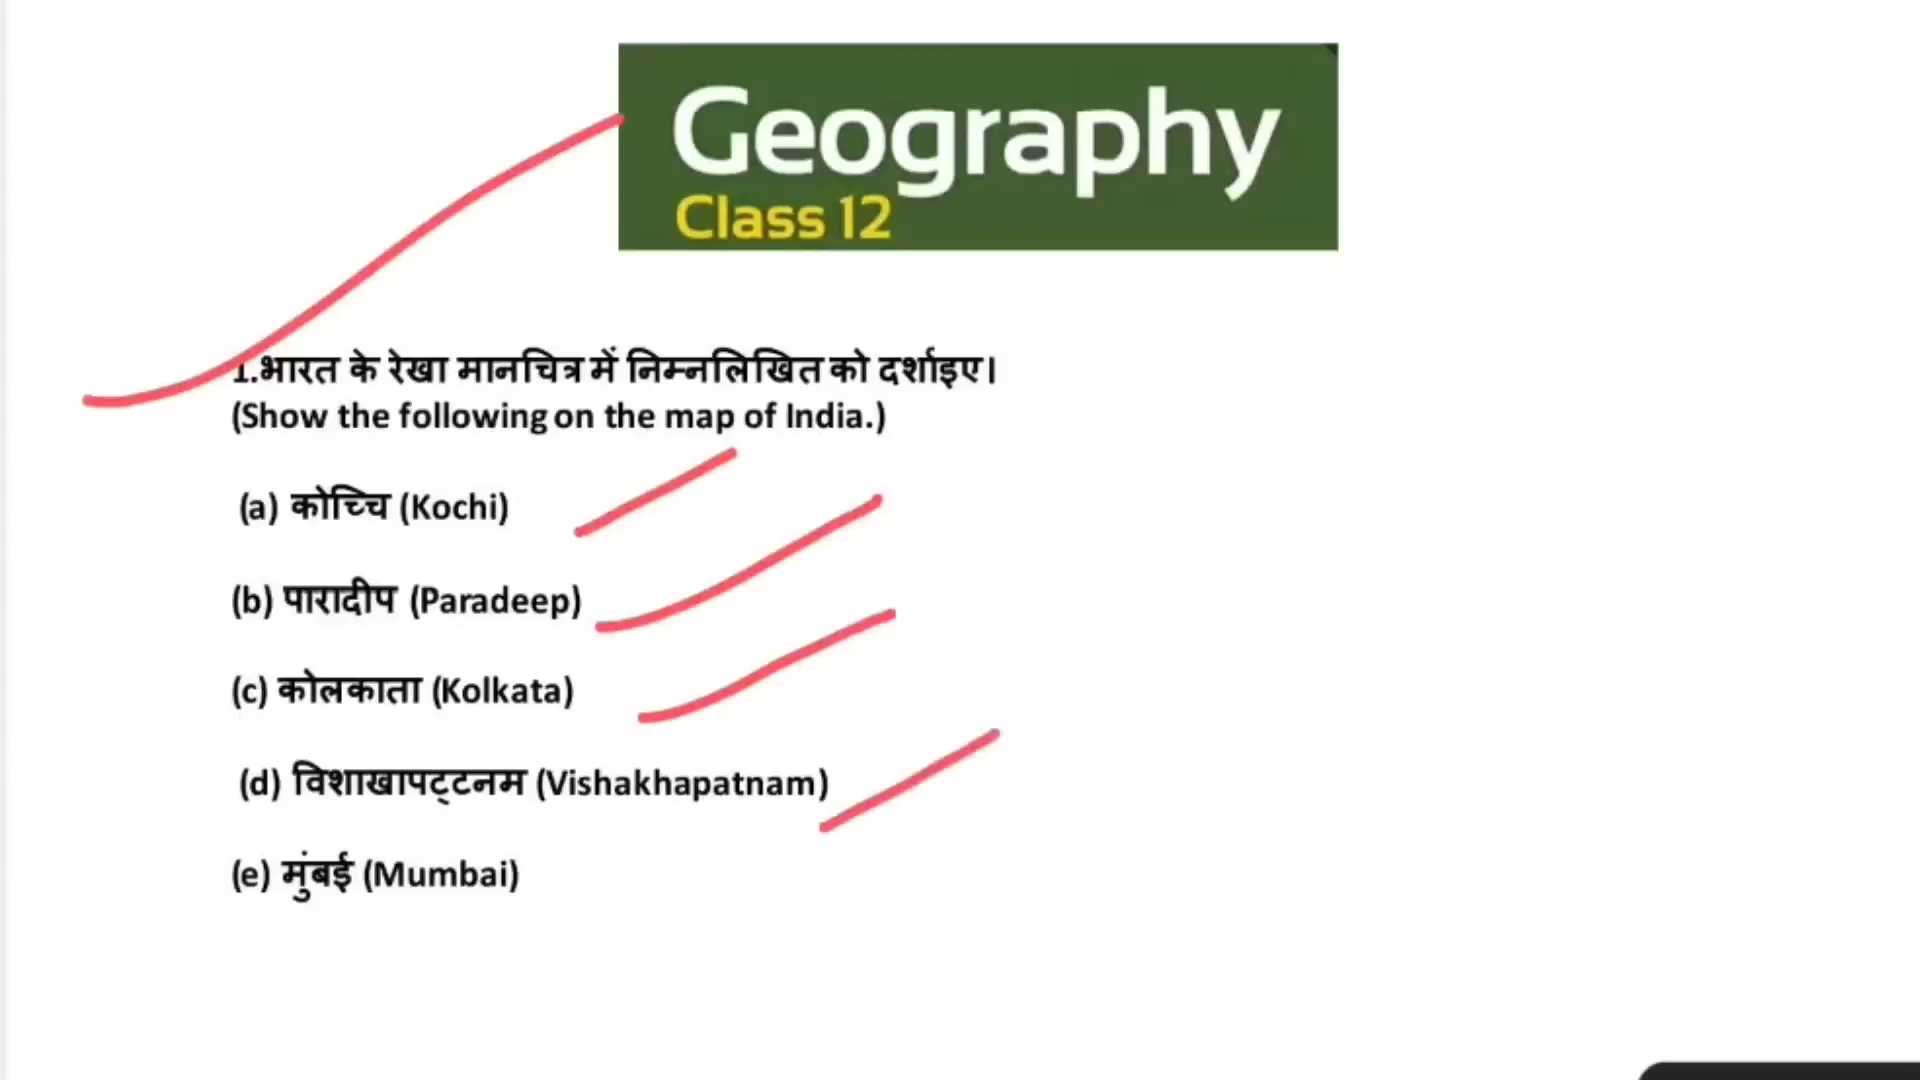 Geography
Class 12
1.भारत के रेखा मानचित्र में निम्नलिखित को दर्शाइए।
(Show the following on the map of India.)
(a) कोच्चि (Kochi)
(b) पारादीप (Paradeep)
(c) कोलकाता (Kolkata)
(d) विशाखापट्टनम (Vishakhapatnam)
(e) मुंबई (Mumbai)